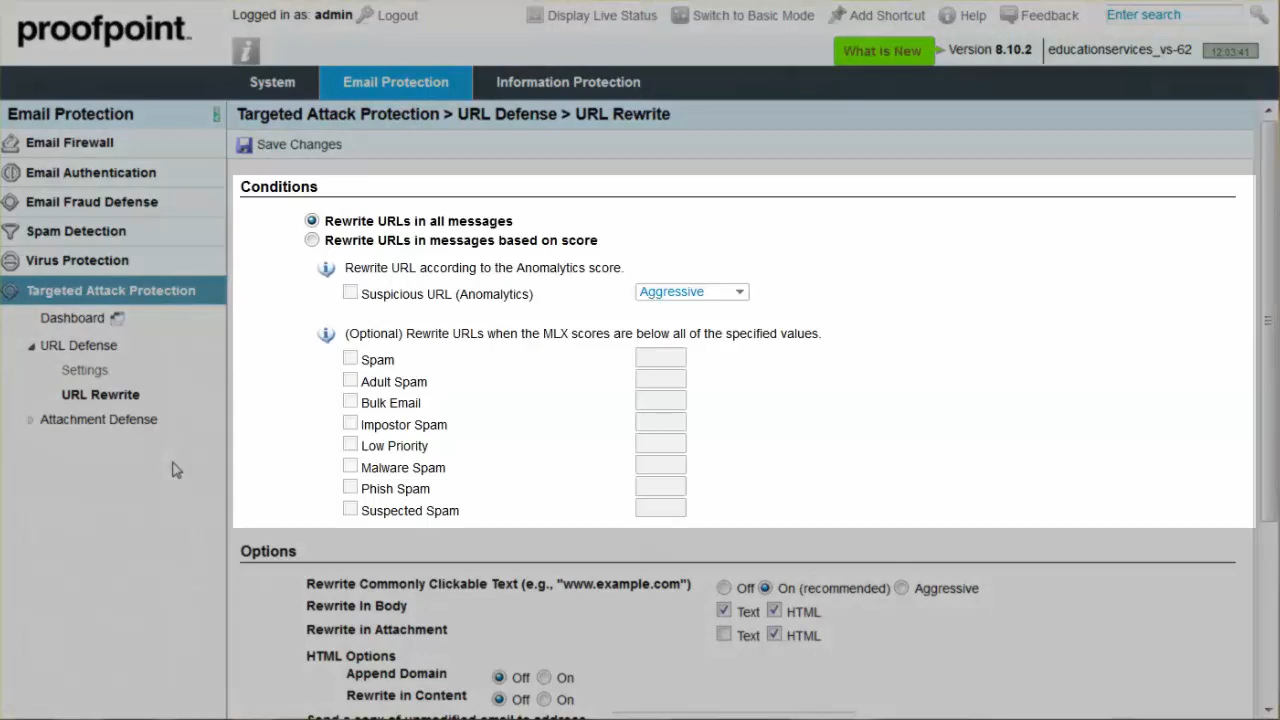 proofpoint
Logged in as: admin Logout
Display Live Status Switch to Basic Mode Add Shortcut Help Feedback Enter search
What is New Version 8.10.2 educationservices_vs-62
System Email Protection Information Protection
Email Protection
Email Firewall
Email Authentication
Email Fraud Defense
Spam Detection
Virus Protection
Targeted Attack Protection
Dashboard
URL Defense
Settings
URL Rewrite
Attachment Defense
Targeted Attack Protection > URL Defense > URL Rewrite
Save Changes
Conditions
Rewrite URLs in all messages
Rewrite URLs in messages based on score
Rewrite URL according to the Anomalytics score.
Suspicious URL (Anomalytics) Aggressive
(Optional) Rewrite URLs when the MLX scores are below all of the specified values.
Spam
Adult Spam
Bulk Email
Impostor Spam
Low Priority
Malware Spam
Phish Spam
Suspected Spam
Options
Rewrite Commonly Clickable Text (e.g., "www.example.com") Off On (recommended) Aggressive
Rewrite In Body Text HTML
Rewrite in Attachment Text HTML
HTML Options
Append Domain Off On
Rewrite in Content Off On
Send a copy of unmodified email to address